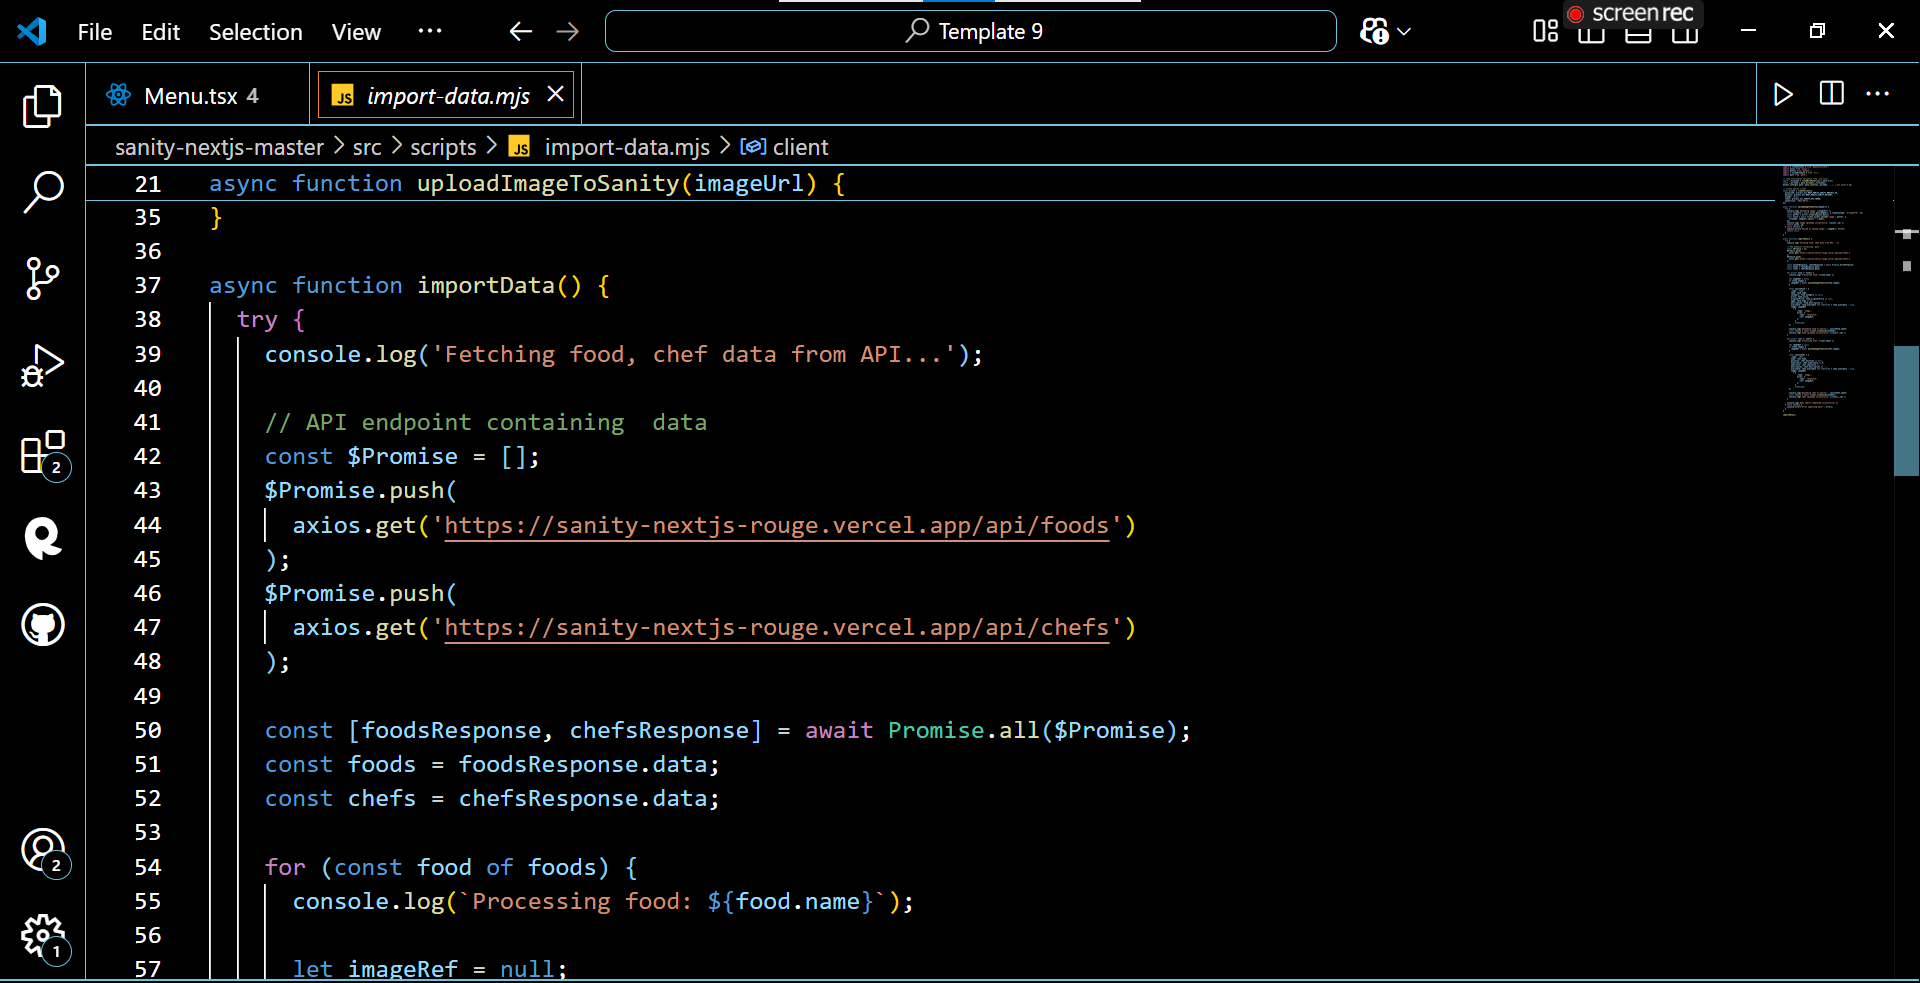 File Edit Selection View ··· Template 9 screenrec
Menu.tsx 4 JS import-data.mjs
sanity-nextjs-master > src > scripts > JS import-data.mjs > client
21 async function uploadImageToSanity(imageUrl) {
35 }
36
37 async function importData() {
38 try {
39 console.log('Fetching food, chef data from API...');
40
41 // API endpoint containing  data
42 const $Promise = [];
43 $Promise.push(
44 axios.get('https://sanity-nextjs-rouge.vercel.app/api/foods')
45 );
46 $Promise.push(
47 axios.get('https://sanity-nextjs-rouge.vercel.app/api/chefs')
48 );
49
50 const [foodsResponse, chefsResponse] = await Promise.all($Promise);
51 const foods = foodsResponse.data;
52 const chefs = chefsResponse.data;
53
54 for (const food of foods) {
55 console.log(`Processing food: ${food.name}`);
56
57 let imageRef = null;
2
2
1